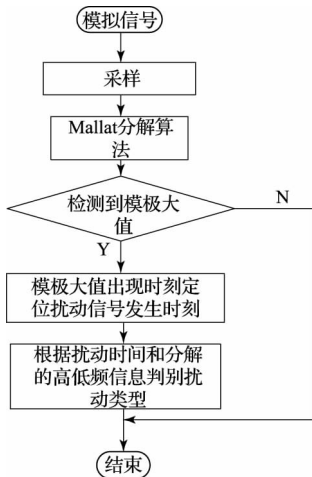 模拟信号
采样
Mallat分解算
法
检测到模极大
值
N
Y
模极大值出现时刻定
位扰动信号发生时刻
根据扰动时间和分解
的高低频信息判别扰
动类型
结束